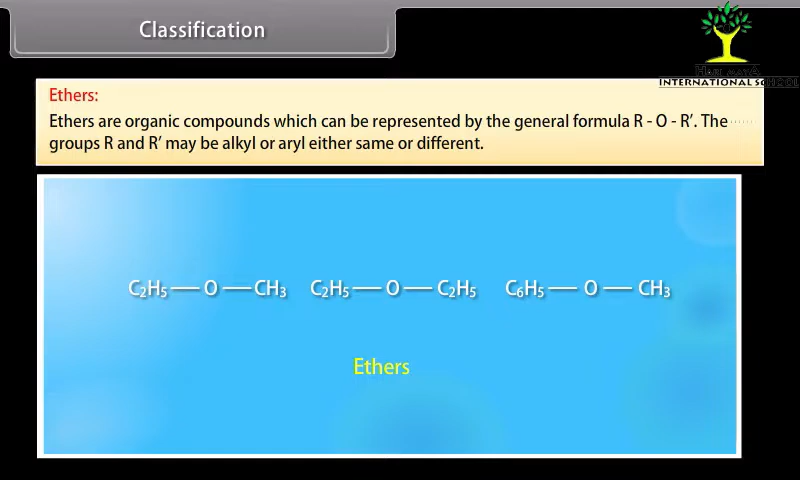 Classification
INTERNATIONAL SCHOOL
Ethers:
Ethers are organic compounds which can be represented by the general formula R - O - R′. The
groups R and R′ may be alkyl or aryl either same or different.
C₂H₅ — O — CH₃ C₂H₅ — O — C₂H₅ C₆H₅ — O — CH₃
Ethers